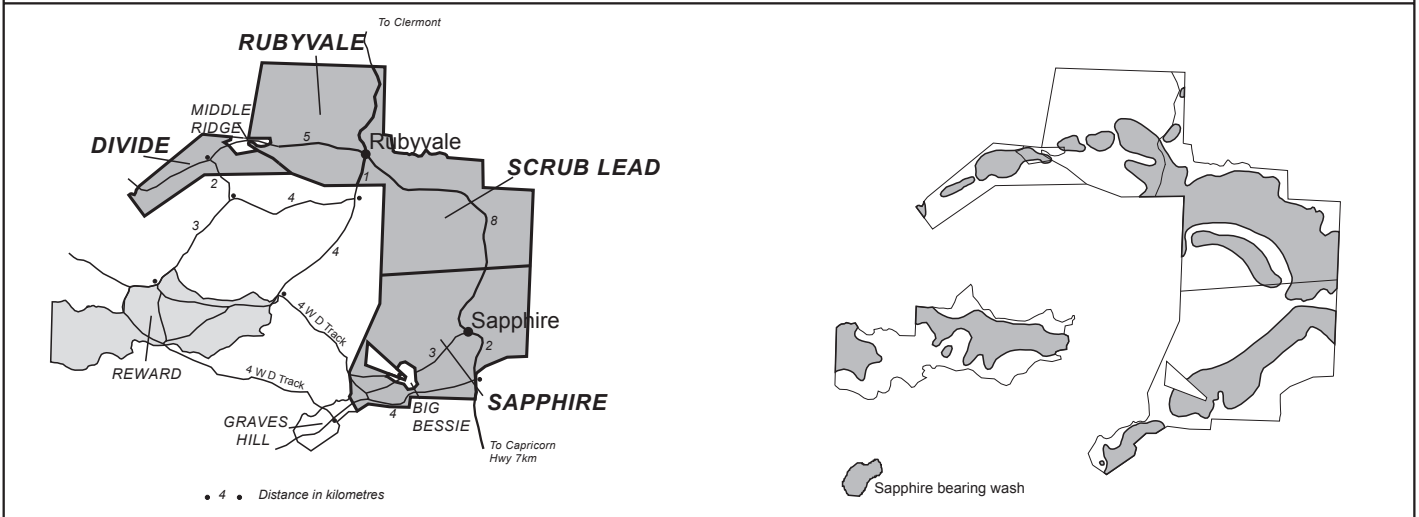 To Clermont
RUBYVALE
MIDDLE
RIDGE
5
DIVIDE
Rubyvale
SCRUB LEAD
1
2
4
8
3
4
4 W D Track
Sapphire
3
2
REWARD
4 W D Track
SAPPHIRE
BIG
BESSIE
4
GRAVES
HILL
To Capricorn
Hwy 7km
4 Distance in kilometres
Sapphire bearing wash